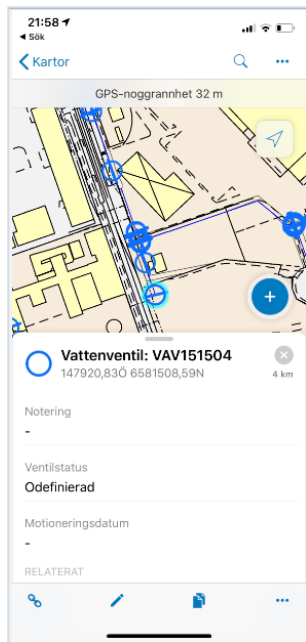 21:58
Sök
Kartor
GPS-noggrannhet 32 m
Vattenventil: VAV151504
147920,83Ö 6581508,59N
4 km
Notering
-
Ventilstatus
Odefinierad
Motioneringsdatum
-
RELATERAT